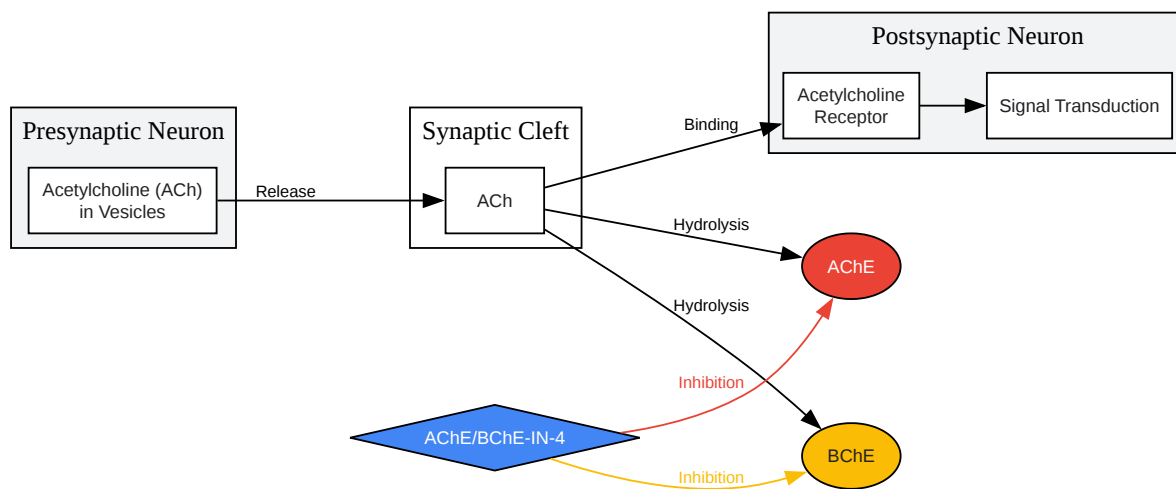 Postsynaptic Neuron
Acetylcholine
Receptor
Signal Transduction
Presynaptic Neuron
Acetylcholine (ACh)
in Vesicles
Release
Synaptic Cleft
ACh
Binding
Hydrolysis
AChE
Hydrolysis
Inhibition
AChE/BChE-IN-4
BChE
Inhibition